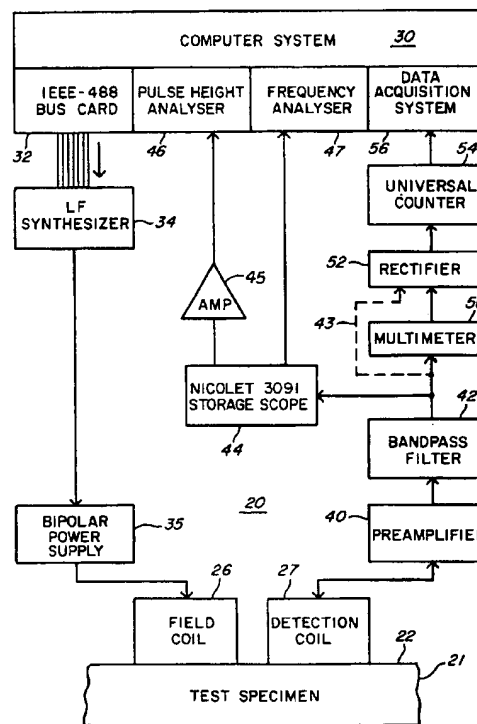 COMPUTER SYSTEM 30
IEEE-488
BUS CARD
PULSE HEIGHT
ANALYSER
FREQUENCY
ANALYSER
DATA
ACQUISITION
SYSTEM
32
46
47
56
54
LF
SYNTHESIZER
34
UNIVERSAL
COUNTER
52
RECTIFIER
45
AMP
43
50
MULTIMETER
NICOLET 3091
STORAGE SCOPE
44
42
BANDPASS
FILTER
20
BIPOLAR
POWER
SUPPLY
35
40
PREAMPLIFIER
26
27
FIELD
COIL
DETECTION
COIL
22
21
TEST SPECIMEN